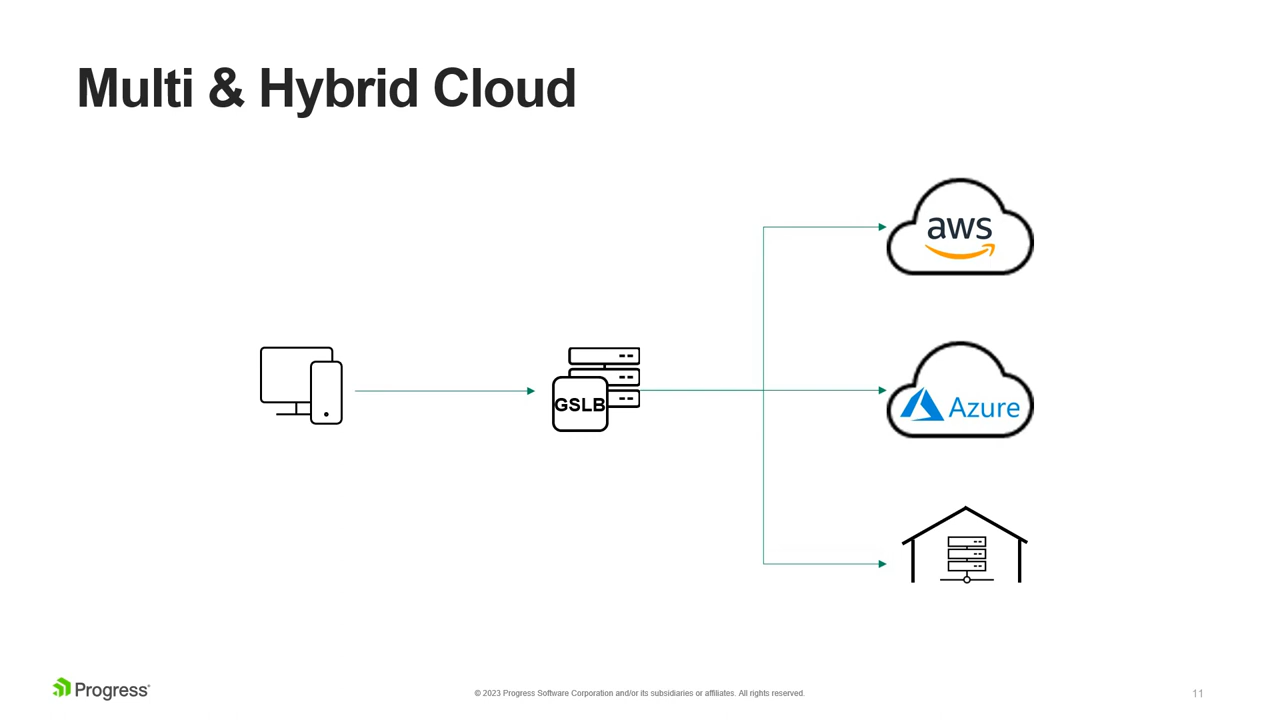 Multi & Hybrid Cloud
aws
GSLB
Azure
Progress®
© 2023 Progress Software Corporation and/or its subsidiaries or affiliates. All rights reserved.
11